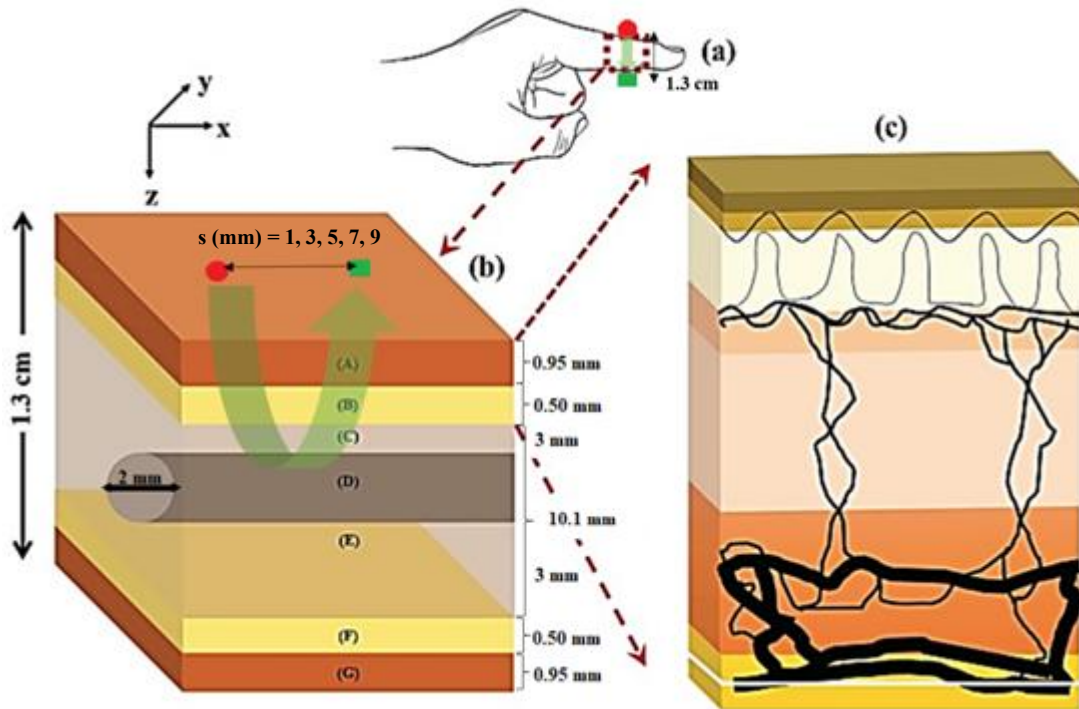 (a)
1.3 cm
y
x
z
(c)
s (mm) = 1, 3, 5, 7, 9
(b)
1.3 cm
(A)
0.95 mm
(B)
0.50 mm
(C)
3 mm
2 mm
(D)
10.1 mm
(E)
3 mm
(F)
0.50 mm
(G)
0.95 mm